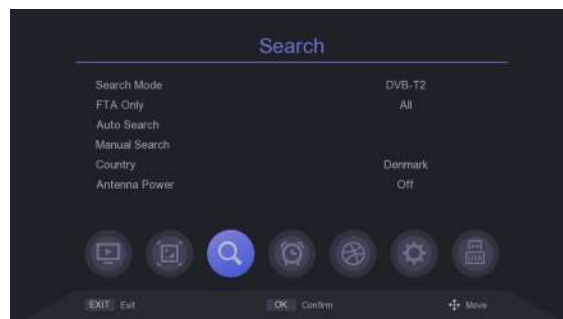 Search
Search Mode DVB-T2
FTA Only All
Auto Search
Manual Search
Country Denmark
Antenna Power Off
USB
EXIT Exit OK Confirm Move